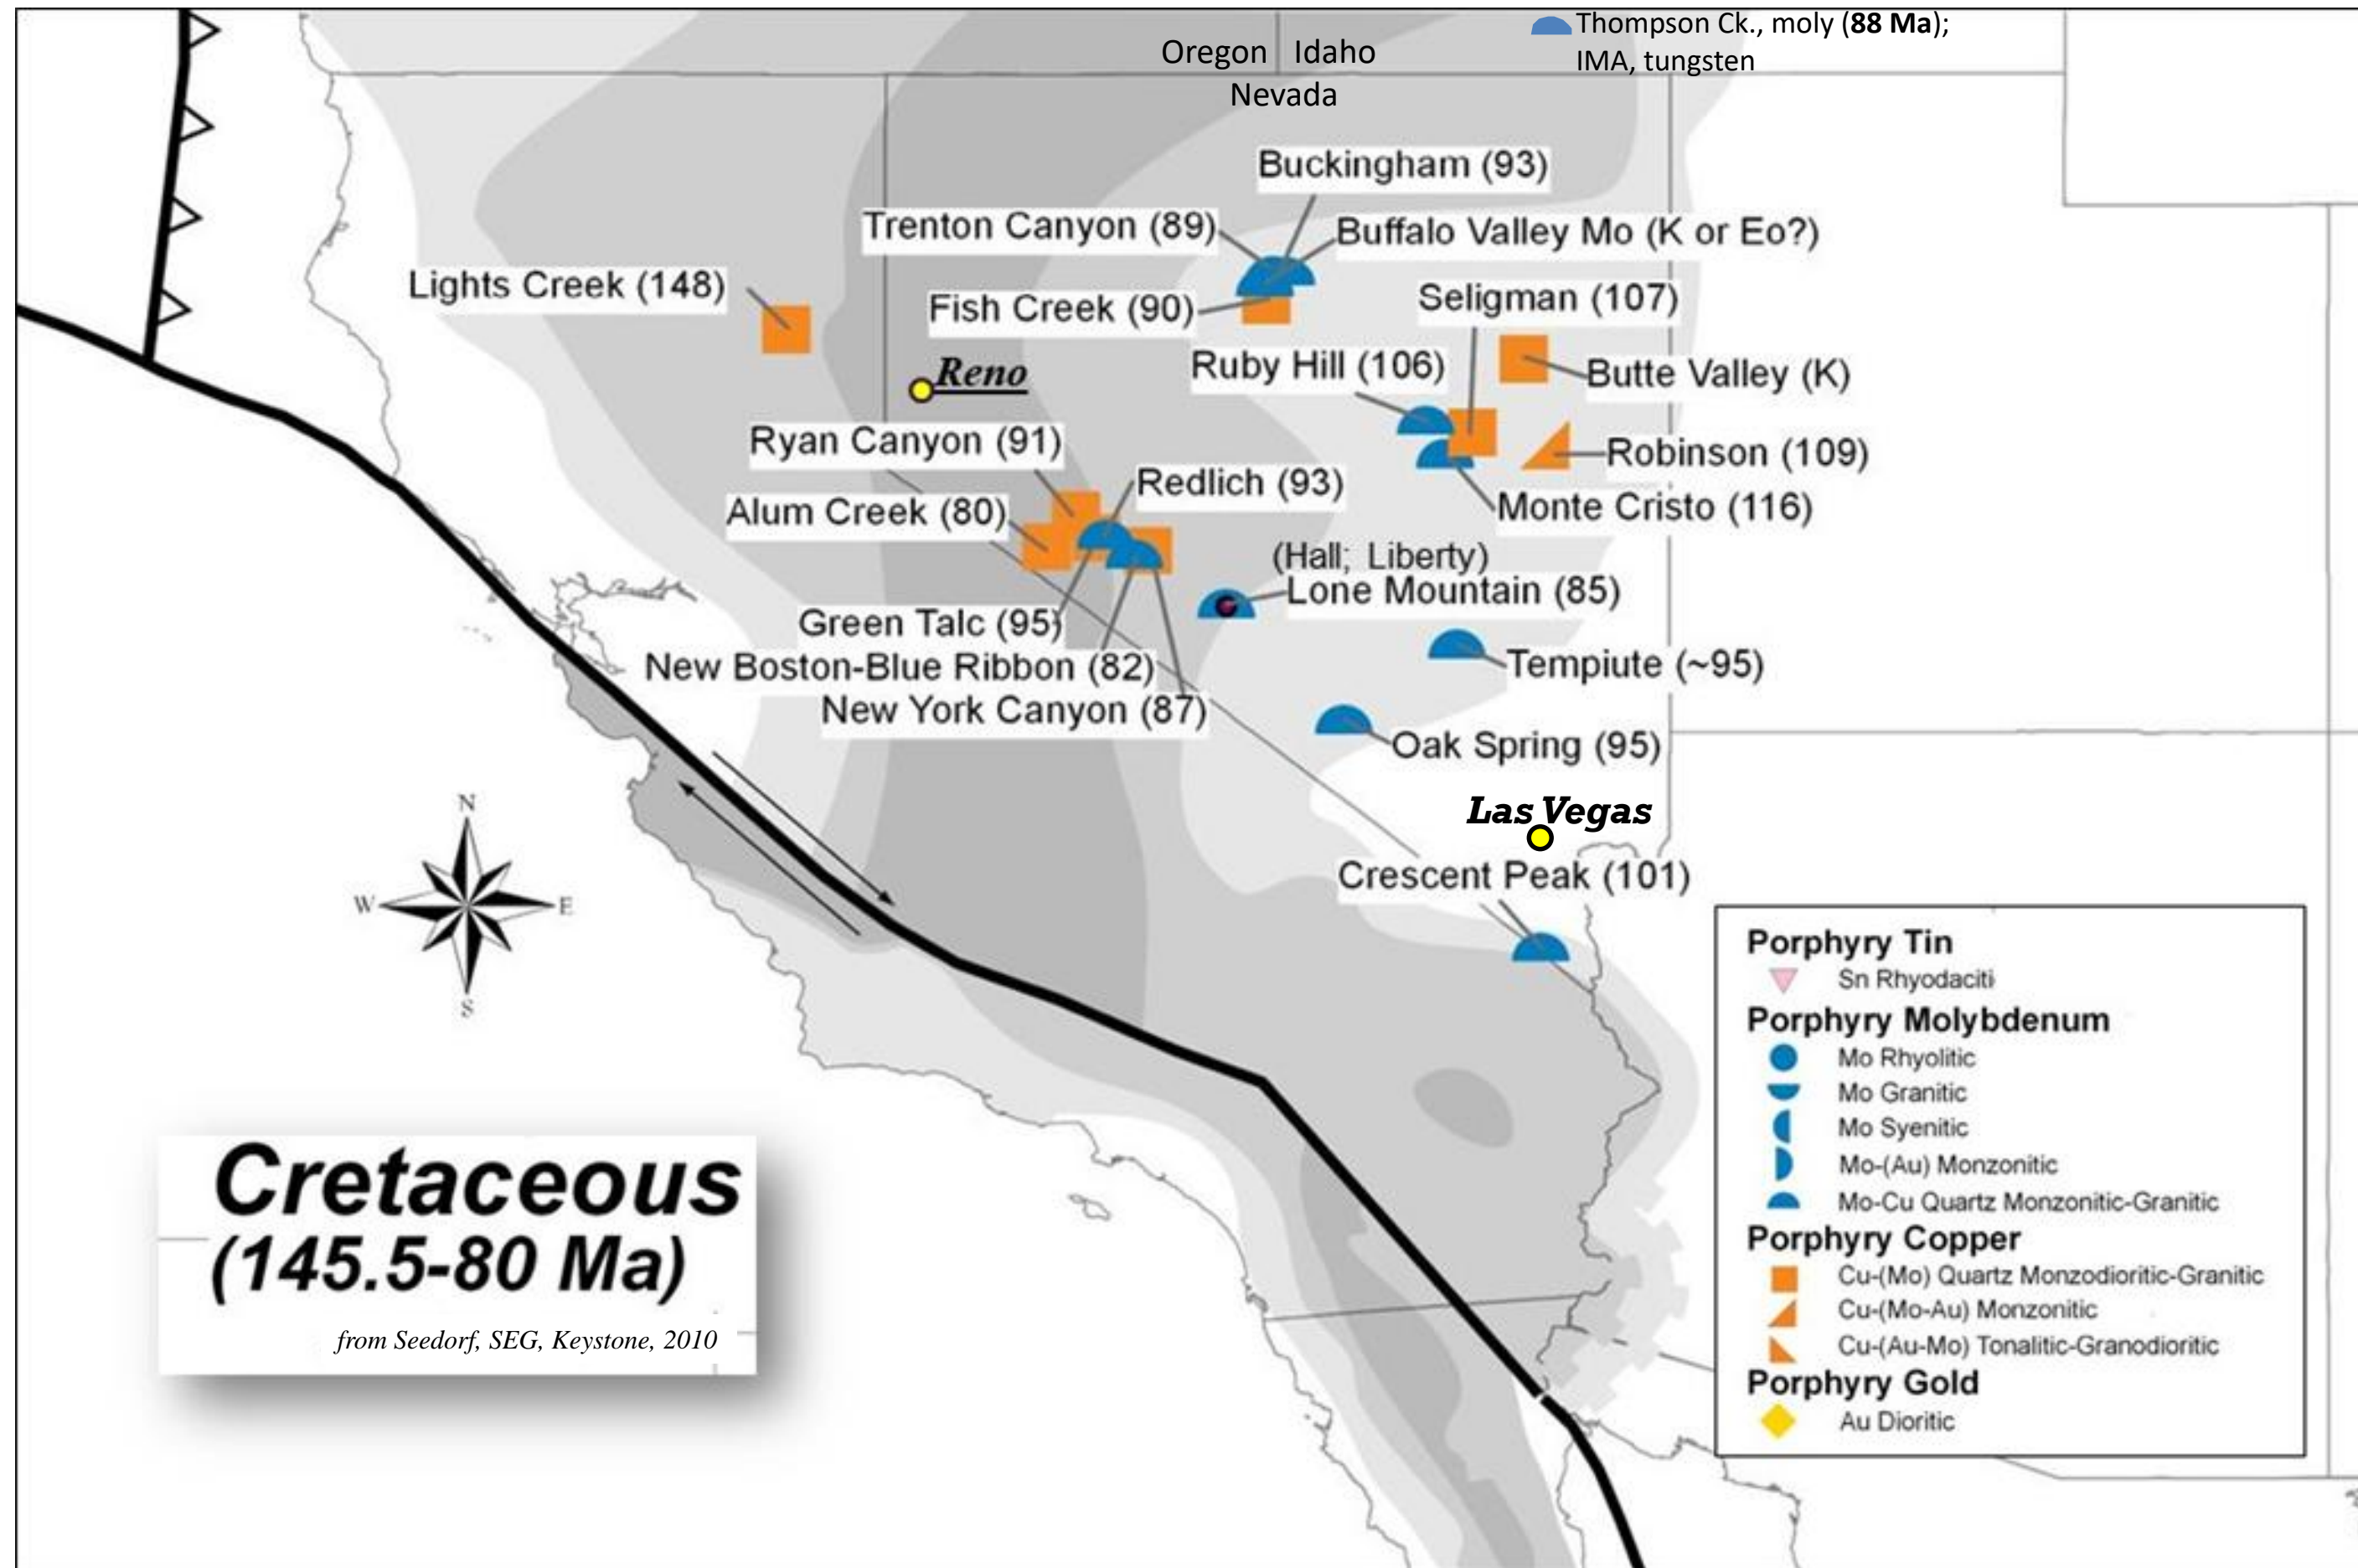 Thompson Ck., moly (88 Ma);
IMA, tungsten
Oregon
Idaho
Nevada
Buckingham (93)
Trenton Canyon (89)
Buffalo Valley Mo (K or Eo?)
Lights Creek (148)
Fish Creek (90)
Seligman (107)
Ruby Hill (106)
Butte Valley (K)
Reno
Ryan Canyon (91)
Robinson (109)
Redlich (93)
Alum Creek (80)
Monte Cristo (116)
(Hall; Liberty)
Lone Mountain (85)
Green Talc (95)
New Boston-Blue Ribbon (82)
Tempiute (~95)
New York Canyon (87)
Oak Spring (95)
Las Vegas
Crescent Peak (101)
N
W
E
S
Cretaceous
(145.5-80 Ma)
from Seedorf, SEG, Keystone, 2010
Porphyry Tin
Sn Rhyodaciti
Porphyry Molybdenum
Mo Rhyolitic
Mo Granitic
Mo Syenitic
Mo-(Au) Monzonitic
Mo-Cu Quartz Monzonitic-Granitic
Porphyry Copper
Cu-(Mo) Quartz Monzodioritic-Granitic
Cu-(Mo-Au) Monzonitic
Cu-(Au-Mo) Tonalitic-Granodioritic
Porphyry Gold
Au Dioritic